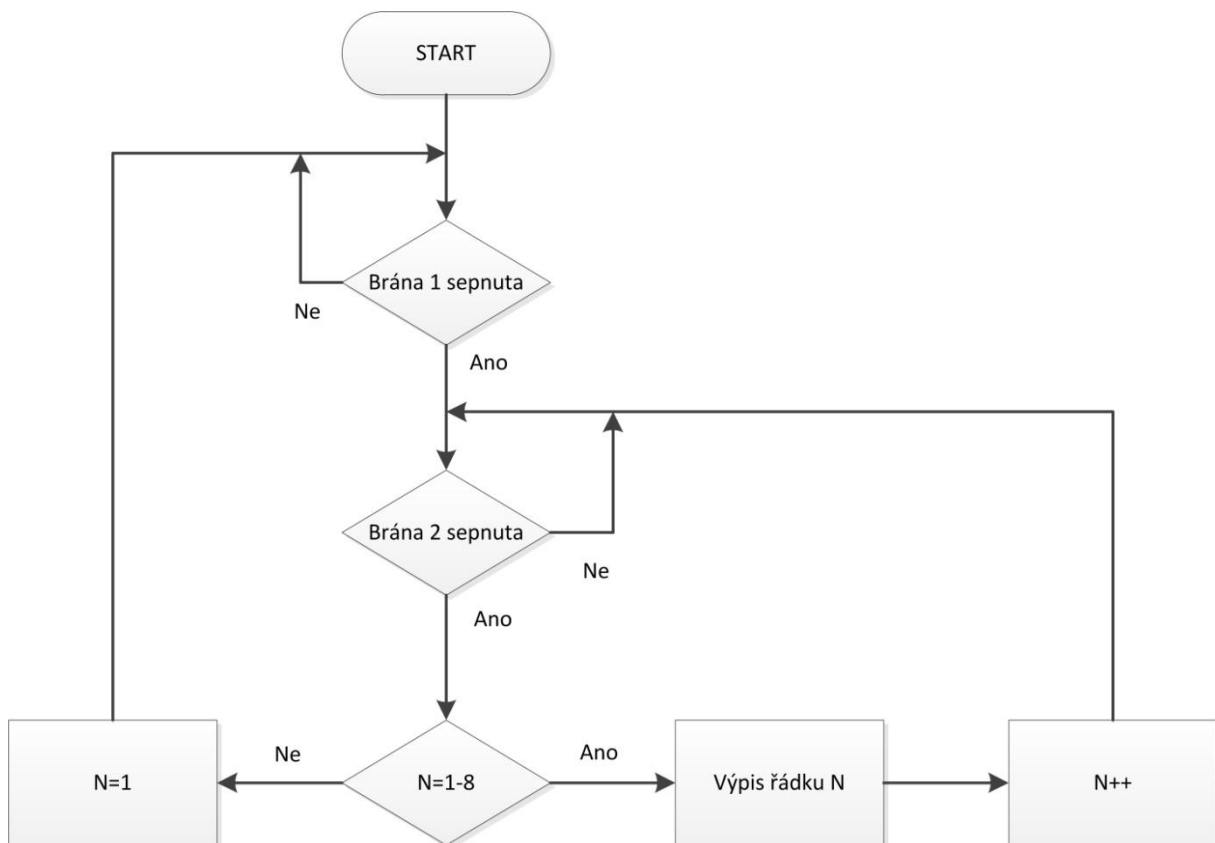 START
Brána 1 sepnuta
Ne
Ano
Brána 2 sepnuta
Ne
Ano
N=1
Ne
N=1-8
Ano
Výpis řádku N
N++